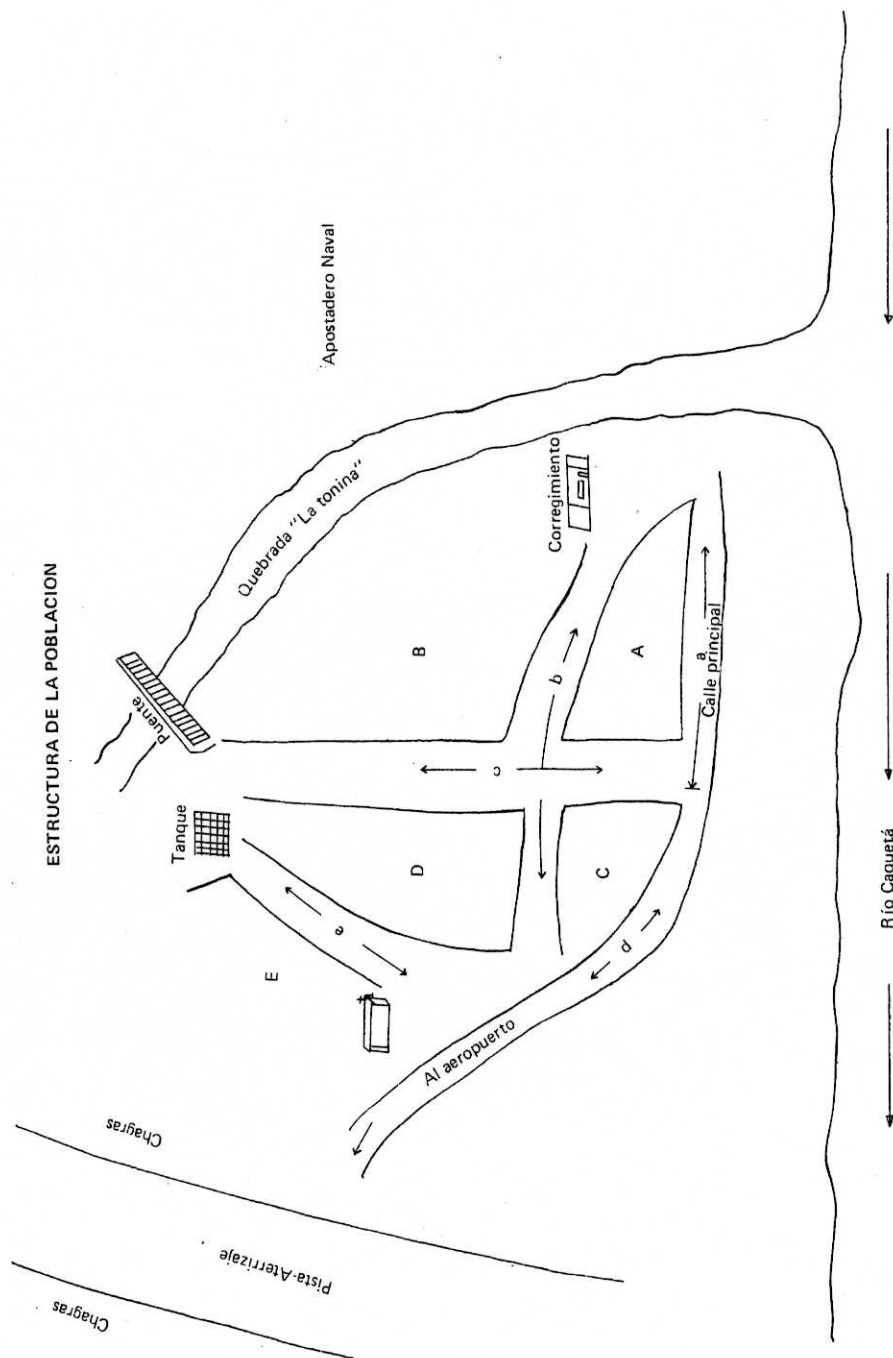 ESTRUCTURA DE LA POBLACION
Apostadero Naval
Quebrada "La tonina"
Puente
Tanque
Corregimiento
B
A
b
c
a
Calle principal
D
C
e
E
d
Al aeropuerto
Chagras
Pista-Aterrizaje
Chagras
Río Caquetá